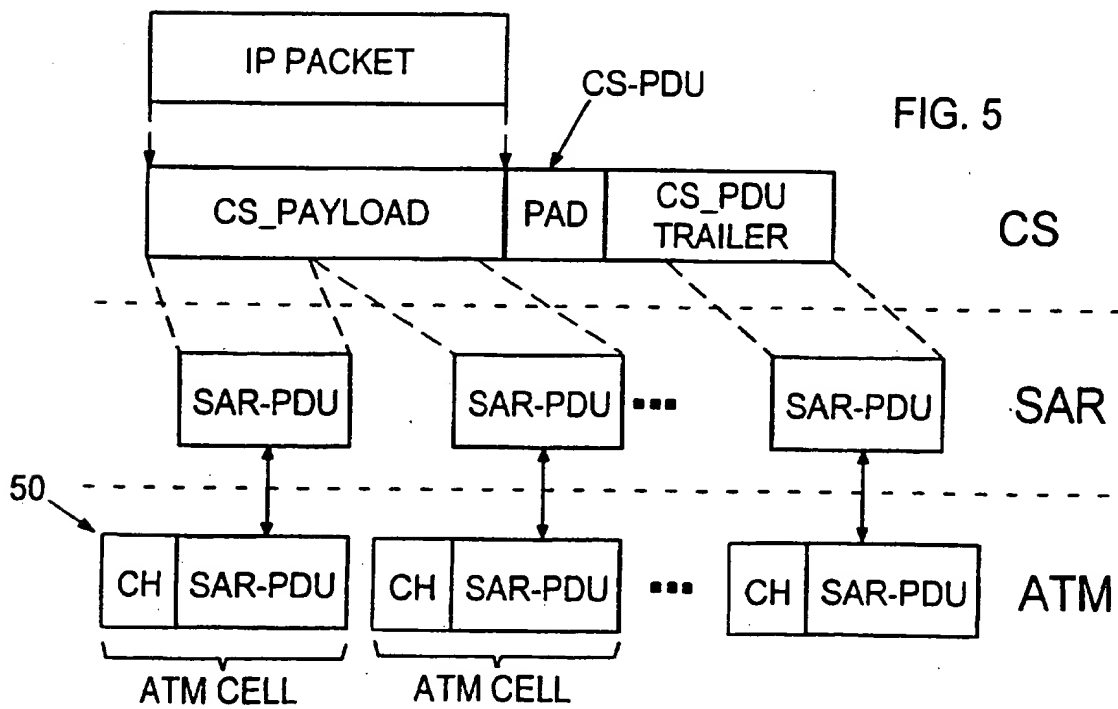 IP PACKET
CS-PDU
FIG. 5
CS_PAYLOAD
PAD
CS_PDU
TRAILER
CS
SAR-PDU
SAR-PDU
SAR-PDU
SAR
50
CH
SAR-PDU
CH
SAR-PDU
CH
SAR-PDU
ATM
ATM CELL
ATM CELL